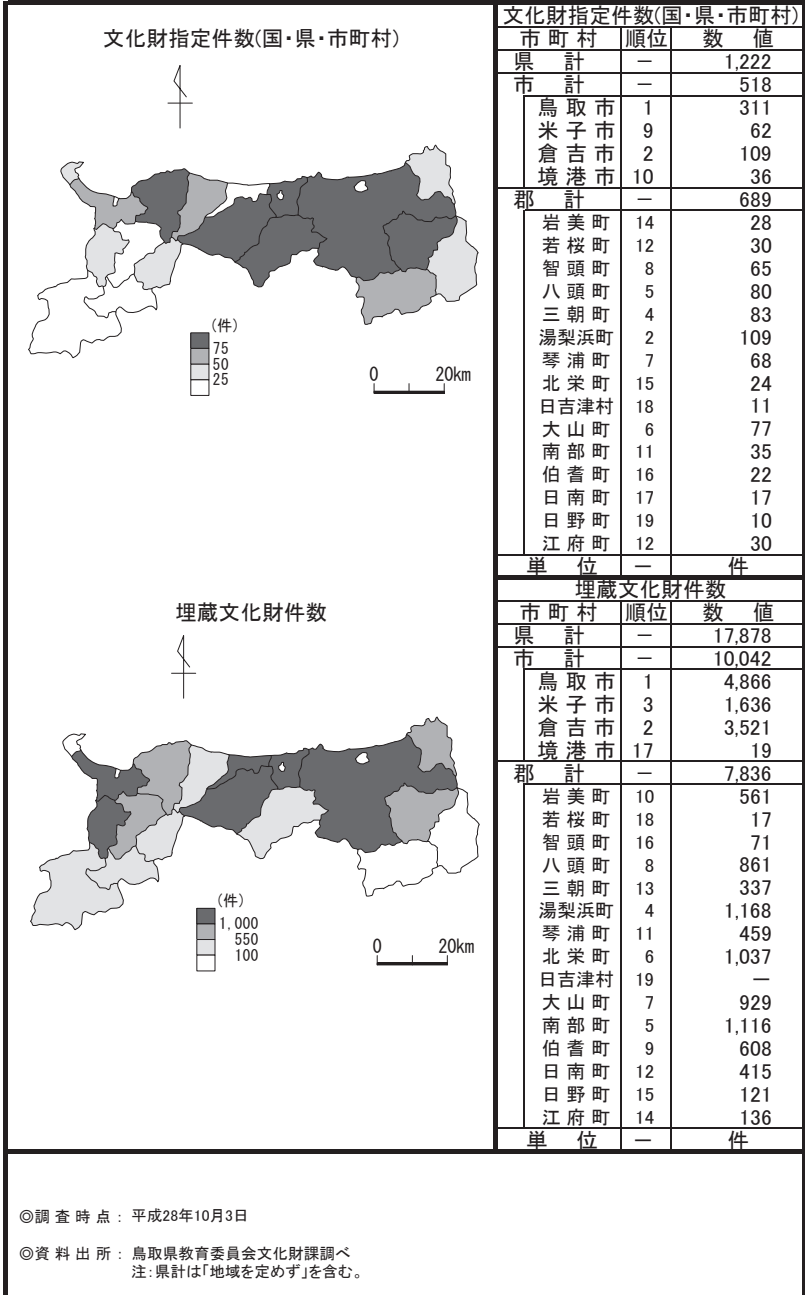 文化財指定件数(国・県・市町村)
(件)
75
50
25
0 20km
文化財指定件数(国・県・市町村)
市町村 順位 数 値
県 計 － 1,222
市 計 － 518
鳥取市 1 311
米子市 9 62
倉吉市 2 109
境港市 10 36
郡 計 － 689
岩美町 14 28
若桜町 12 30
智頭町 8 65
八頭町 5 80
三朝町 4 83
湯梨浜町 2 109
琴浦町 7 68
北栄町 15 24
日吉津村 18 11
大山町 6 77
南部町 11 35
伯耆町 16 22
日南町 17 17
日野町 19 10
江府町 12 30
単 位 － 件
埋蔵文化財件数
(件)
1,000
550
100
0 20km
埋蔵文化財件数
市町村 順位 数 値
県 計 － 17,878
市 計 － 10,042
鳥取市 1 4,866
米子市 3 1,636
倉吉市 2 3,521
境港市 17 19
郡 計 － 7,836
岩美町 10 561
若桜町 18 17
智頭町 16 71
八頭町 8 861
三朝町 13 337
湯梨浜町 4 1,168
琴浦町 11 459
北栄町 6 1,037
日吉津村 19 －
大山町 7 929
南部町 5 1,116
伯耆町 9 608
日南町 12 415
日野町 15 121
江府町 14 136
単 位 － 件
◎調査時点：平成28年10月3日
◎資料出所：鳥取県教育委員会文化財課調べ
注：県計は「地域を定めず」を含む。